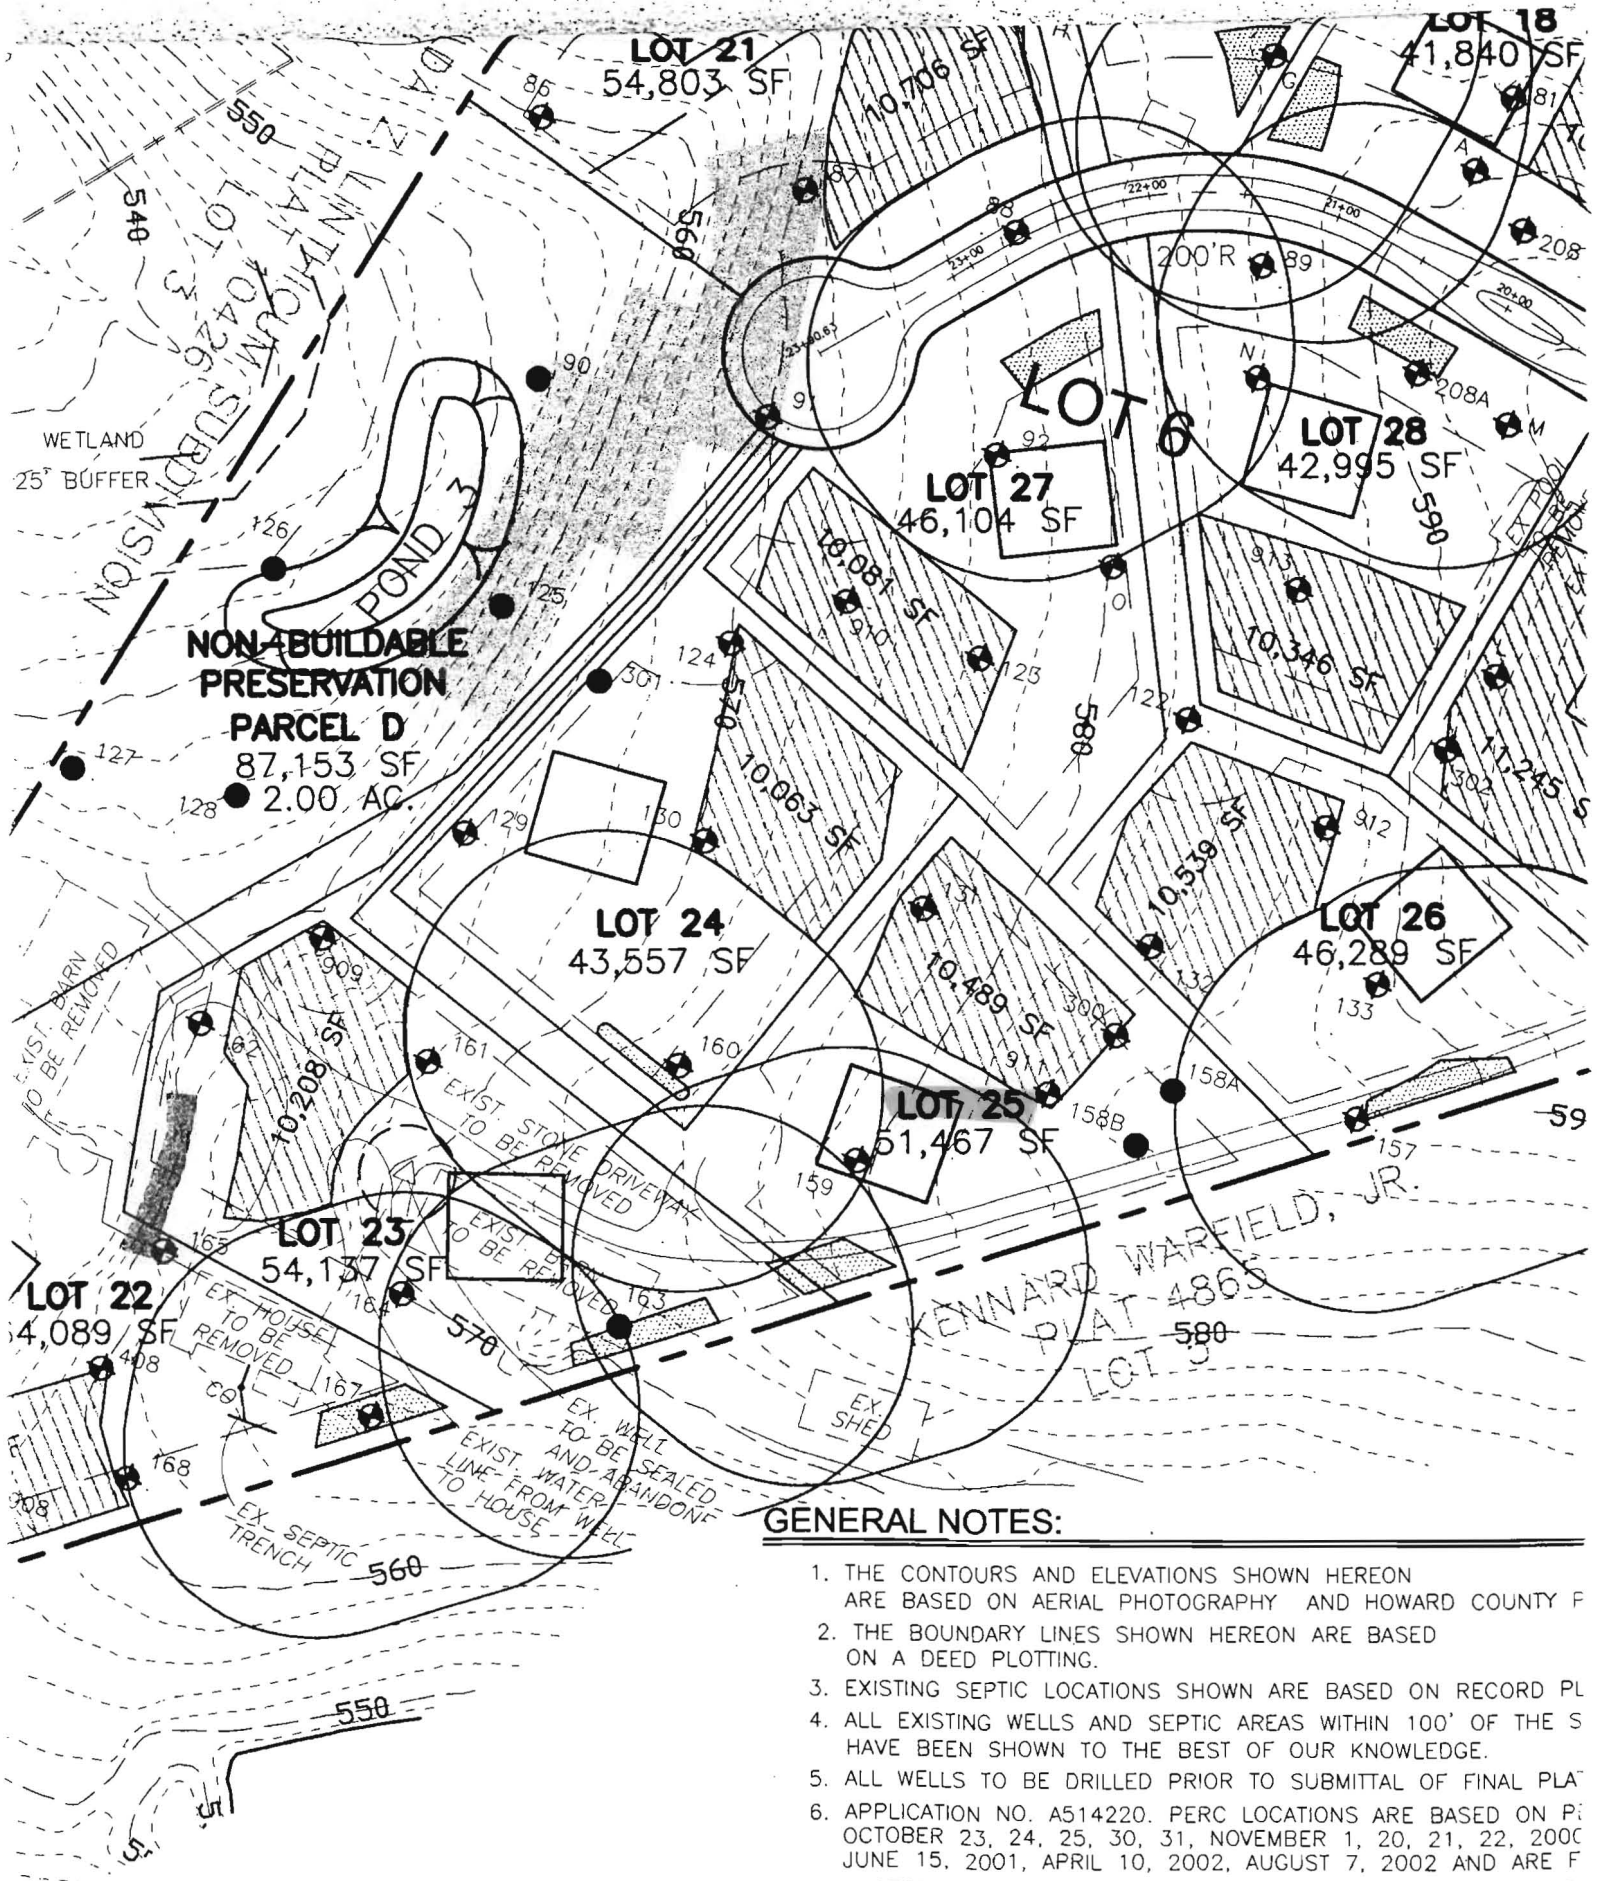 LOT 21
54,803 SF
10,706 SF
LOT 18
41,840 SF
H
G
81
A
85
550
540
560
88
22+00
21+00
23+00
20+00
200'R
89
208
LINTHICUM SUBDIVISION
PLAT 10426
LOT 3
90
WETLAND
25' BUFFER
POND 3
126
125
92
LOT 6
N
208A
M
LOT 28
42,995 SF
590
LOT 27
46,104 SF
10,081 SF
910
123
O
913
10,346 SF
NON-BUILDABLE
PRESERVATION
PARCEL D
87,153 SF
2.00 AC.
127
128
301
124
570
580
122
302
11,245 S
129
130
10,063 SF
912
10,539 SF
LOT 24
43,557 SF
131
10,489 SF
300
132
LOT 26
46,289 SF
133
EXIST. BARN
TO BE REMOVED
909
162
10,208 SF
161
160
911
EXIST. STONE DRIVEWAY
TO BE REMOVED
LOT 25
51,467 SF
159
158B
158A
157
59
165
LOT 23
54,137 SF
164
163
570
LOT 22
4,089 SF
EX. HOUSE
TO BE
REMOVED
408
CO
167
168
908
KENNARD WARFIELD, JR.
PLAT 4865
LOT 5
580
EX.
SHED
EX. WELL
TO BE SEALED
AND ABANDONE
EXIST. WATER
LINE FROM WELL
TO HOUSE
EX. SEPTIC
TRENCH
560
550
GENERAL NOTES:
1. THE CONTOURS AND ELEVATIONS SHOWN HEREON
ARE BASED ON AERIAL PHOTOGRAPHY AND HOWARD COUNTY
2. THE BOUNDARY LINES SHOWN HEREON ARE BASED
ON A DEED PLOTTING.
3. EXISTING SEPTIC LOCATIONS SHOWN ARE BASED ON RECORD PL
4. ALL EXISTING WELLS AND SEPTIC AREAS WITHIN 100' OF THE S
HAVE BEEN SHOWN TO THE BEST OF OUR KNOWLEDGE.
5. ALL WELLS TO BE DRILLED PRIOR TO SUBMITTAL OF FINAL PLA
6. APPLICATION NO. A514220. PERC LOCATIONS ARE BASED ON
OCTOBER 23, 24, 25, 30, 31, NOVEMBER 1, 20, 21, 22, 200
JUNE 15, 2001, APRIL 10, 2002, AUGUST 7, 2002 AND ARE F